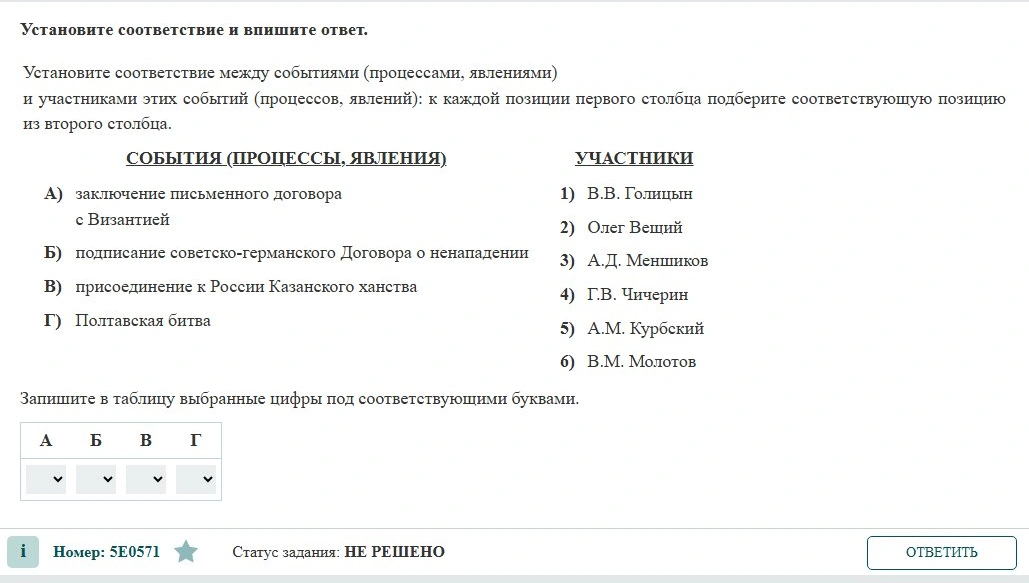 Установите соответствие и впишите ответ.
Установите соответствие между событиями (процессами, явлениями)
и участниками этих событий (процессов, явлений): к каждой позиции первого столбца подберите соответствующую позицию
из второго столбца.
СОБЫТИЯ (ПРОЦЕССЫ, ЯВЛЕНИЯ)
А) заключение письменного договора
с Византией
Б) подписание советско-германского Договора о ненападении
В) присоединение к России Казанского ханства
Г) Полтавская битва
УЧАСТНИКИ
1) В.В. Голицын
2) Олег Вещий
3) А.Д. Меншиков
4) Г.В. Чичерин
5) А.М. Курбский
6) В.М. Молотов
Запишите в таблицу выбранные цифры под соответствующими буквами.
А Б В Г
i Номер: 5E0571 Статус задания: НЕ РЕШЕНО ОТВЕТИТЬ